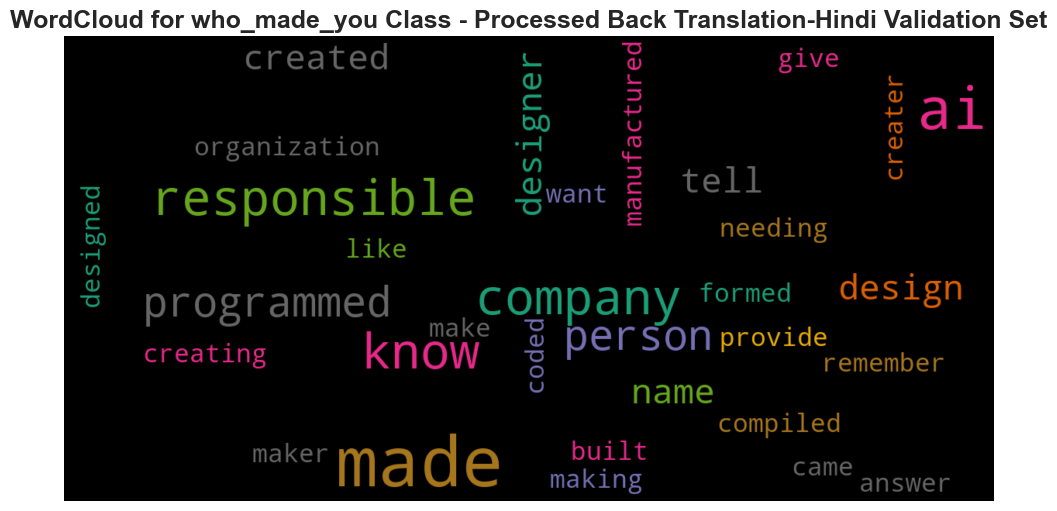 WordCloud for who_made_you Class - Processed Back Translation-Hindi Validation Set
created
designer
manufactured
give
creater
ai
organization
responsible
want
tell
designed
like
needing
programmed
company
formed
design
make
coded
person
provide
creating
know
remember
name
compiled
maker
made
built
making
came
answer